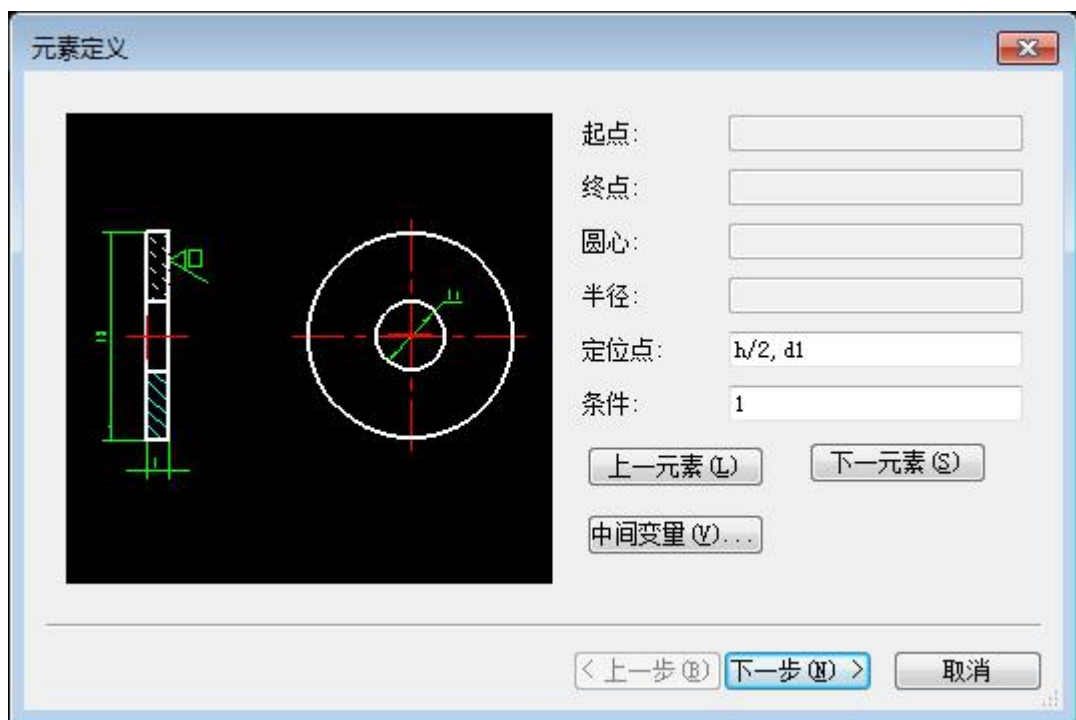 元素定义
起点:
终点:
圆心:
半径:
定位点: h/2, d1
条件: 1
上一元素(L) 下一元素(S)
中间变量(V)...
< 上一步(B) 下一步(N) > 取消